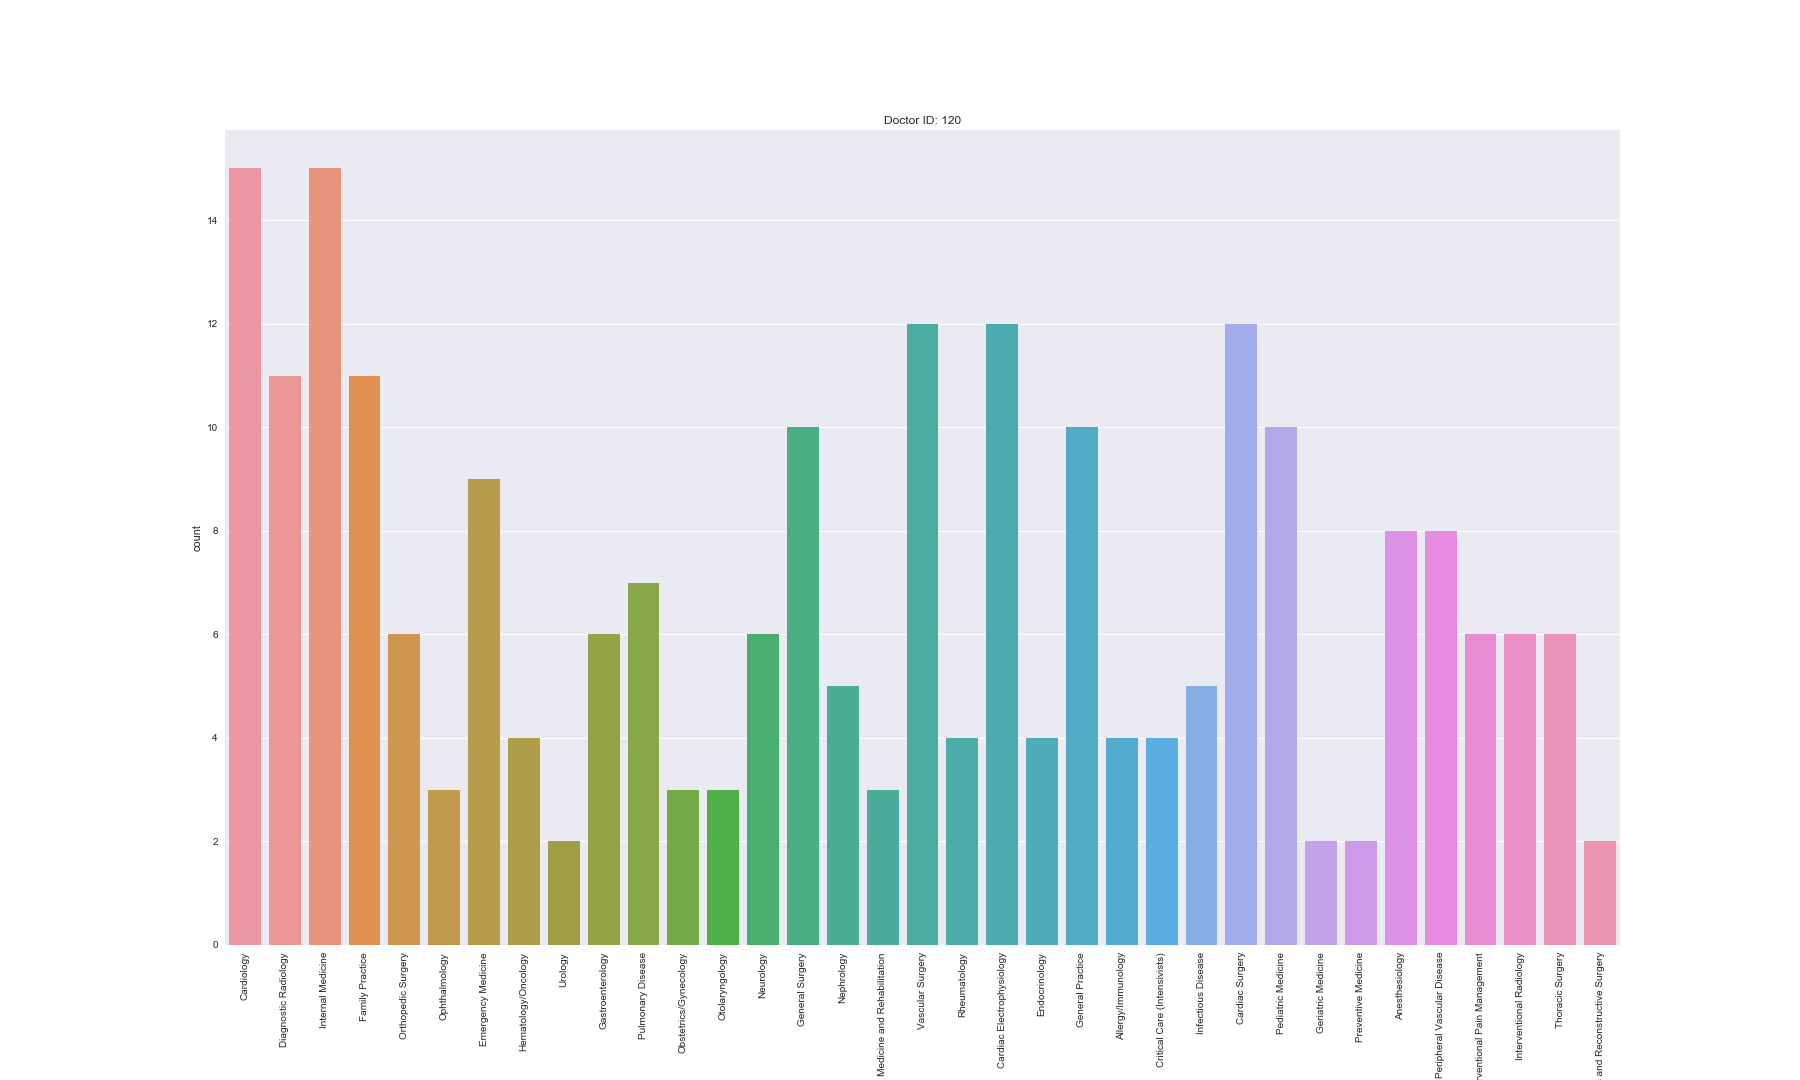 Doctor ID: 120
count
14
12
10
8
6
4
2
0
Cardiology
Diagnostic Radiology
Internal Medicine
Family Practice
Orthopedic Surgery
Ophthalmology
Emergency Medicine
Hematology/Oncology
Urology
Gastroenterology
Pulmonary Disease
Obstetrics/Gynecology
Otolaryngology
Neurology
General Surgery
Nephrology
Medicine and Rehabilitation
Vascular Surgery
Rheumatology
Cardiac Electrophysiology
Endocrinology
General Practice
Allergy/Immunology
Critical Care (Intensivists)
Infectious Disease
Cardiac Surgery
Pediatric Medicine
Geriatric Medicine
Preventive Medicine
Anesthesiology
Peripheral Vascular Disease
Pain Management
Interventional Radiology
Thoracic Surgery
and Reconstructive Surgery